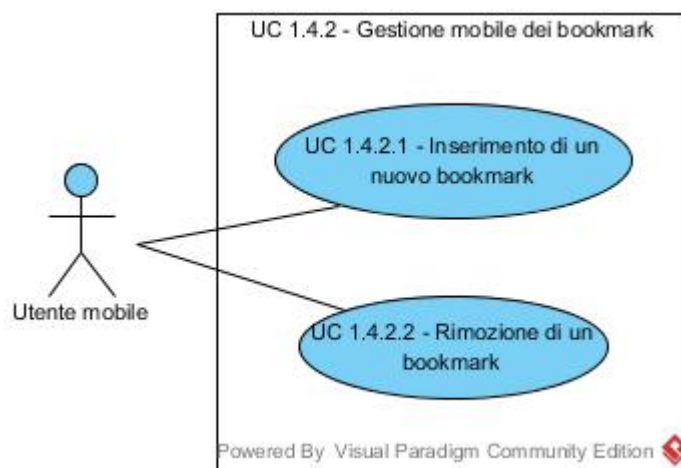 UC 1.4.2 - Gestione mobile dei bookmark
UC 1.4.2.1 - Inserimento di un
nuovo bookmark
Utente mobile
UC 1.4.2.2 - Rimozione di un
bookmark
Powered By Visual Paradigm Community Edition